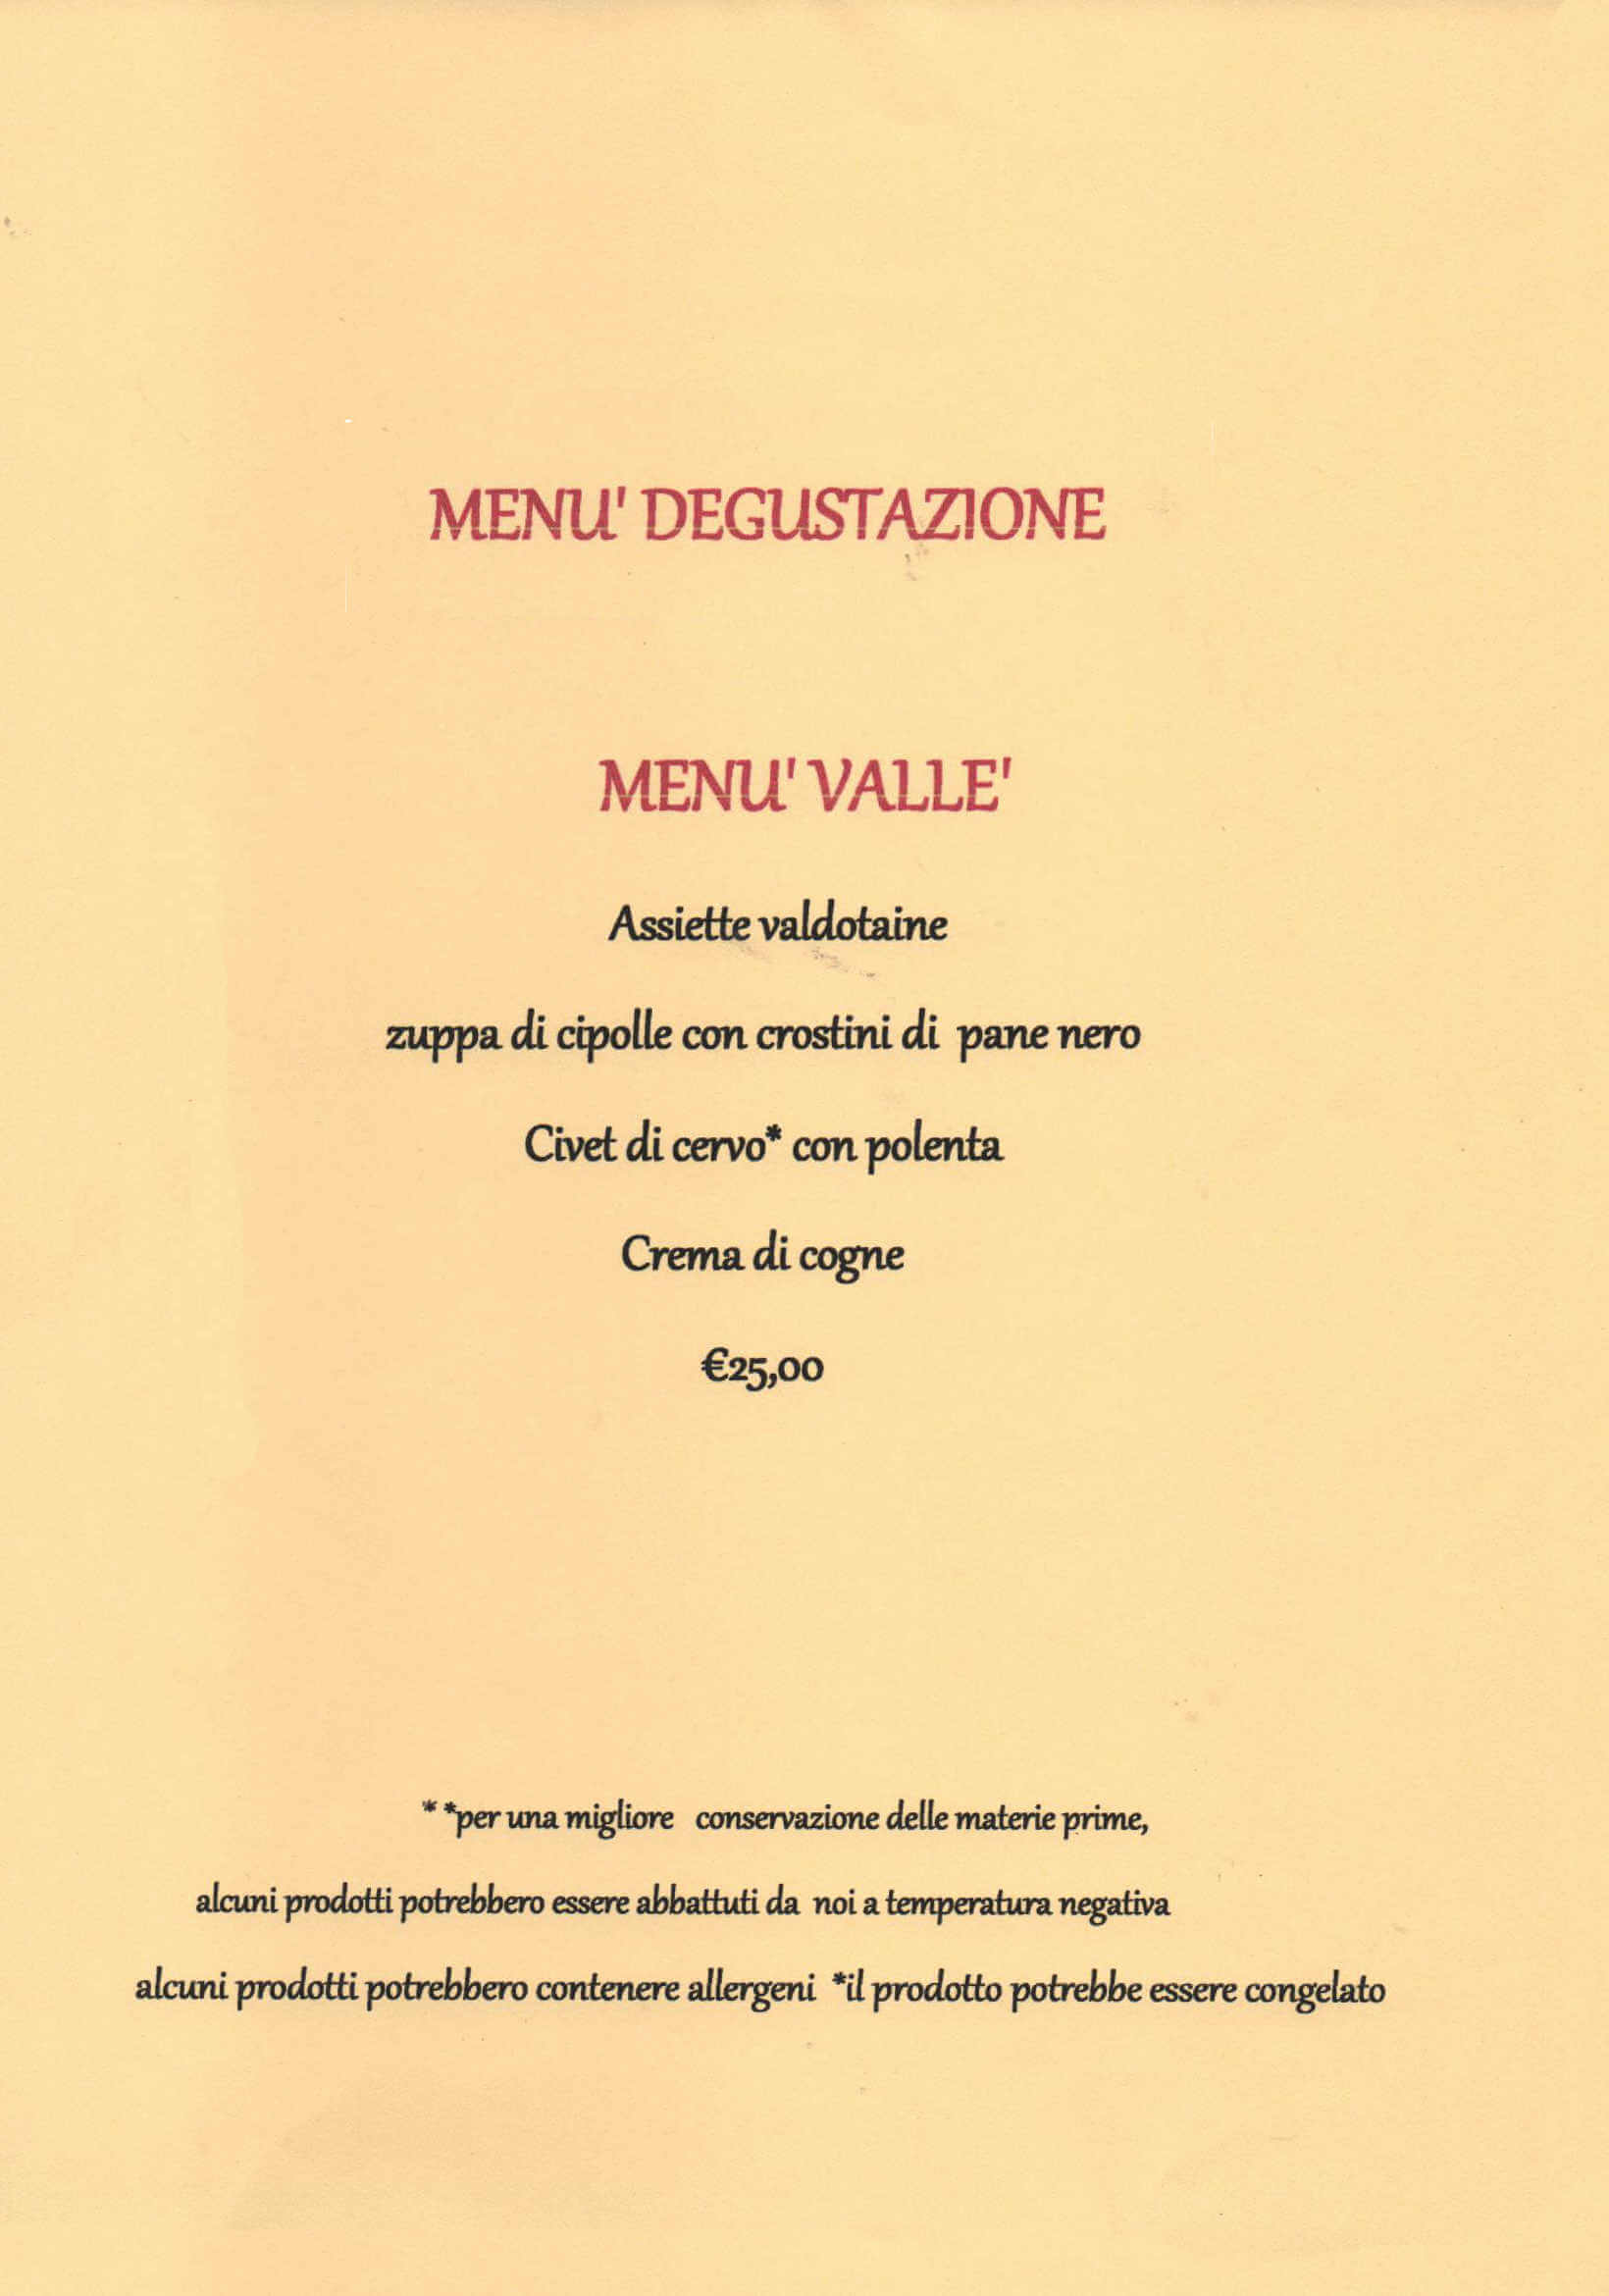 MENU' DEGUSTAZIONE
MENU' VALLE'
Assiette valdotaine
zuppa di cipolle con crostini di pane nero
Civet di cervo* con polenta
Crema di cogne
€25,00
* *per una migliore conservazione delle materie prime,
alcuni prodotti potrebbero essere abbattuti da noi a temperatura negativa
alcuni prodotti potrebbero contenere allergeni *il prodotto potrebbe essere congelato